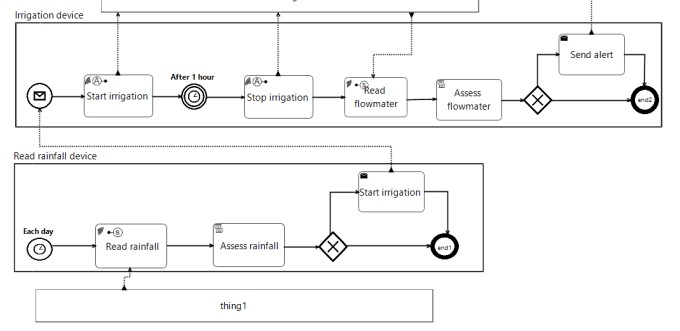 Irrigation device
Start irrigation
After 1 hour
Stop irrigation
Read
flowmater
Assess
flowmater
Send alert
end2
Read rainfall device
Each day
Read rainfall
Assess rainfall
Start irrigation
end1
thing1